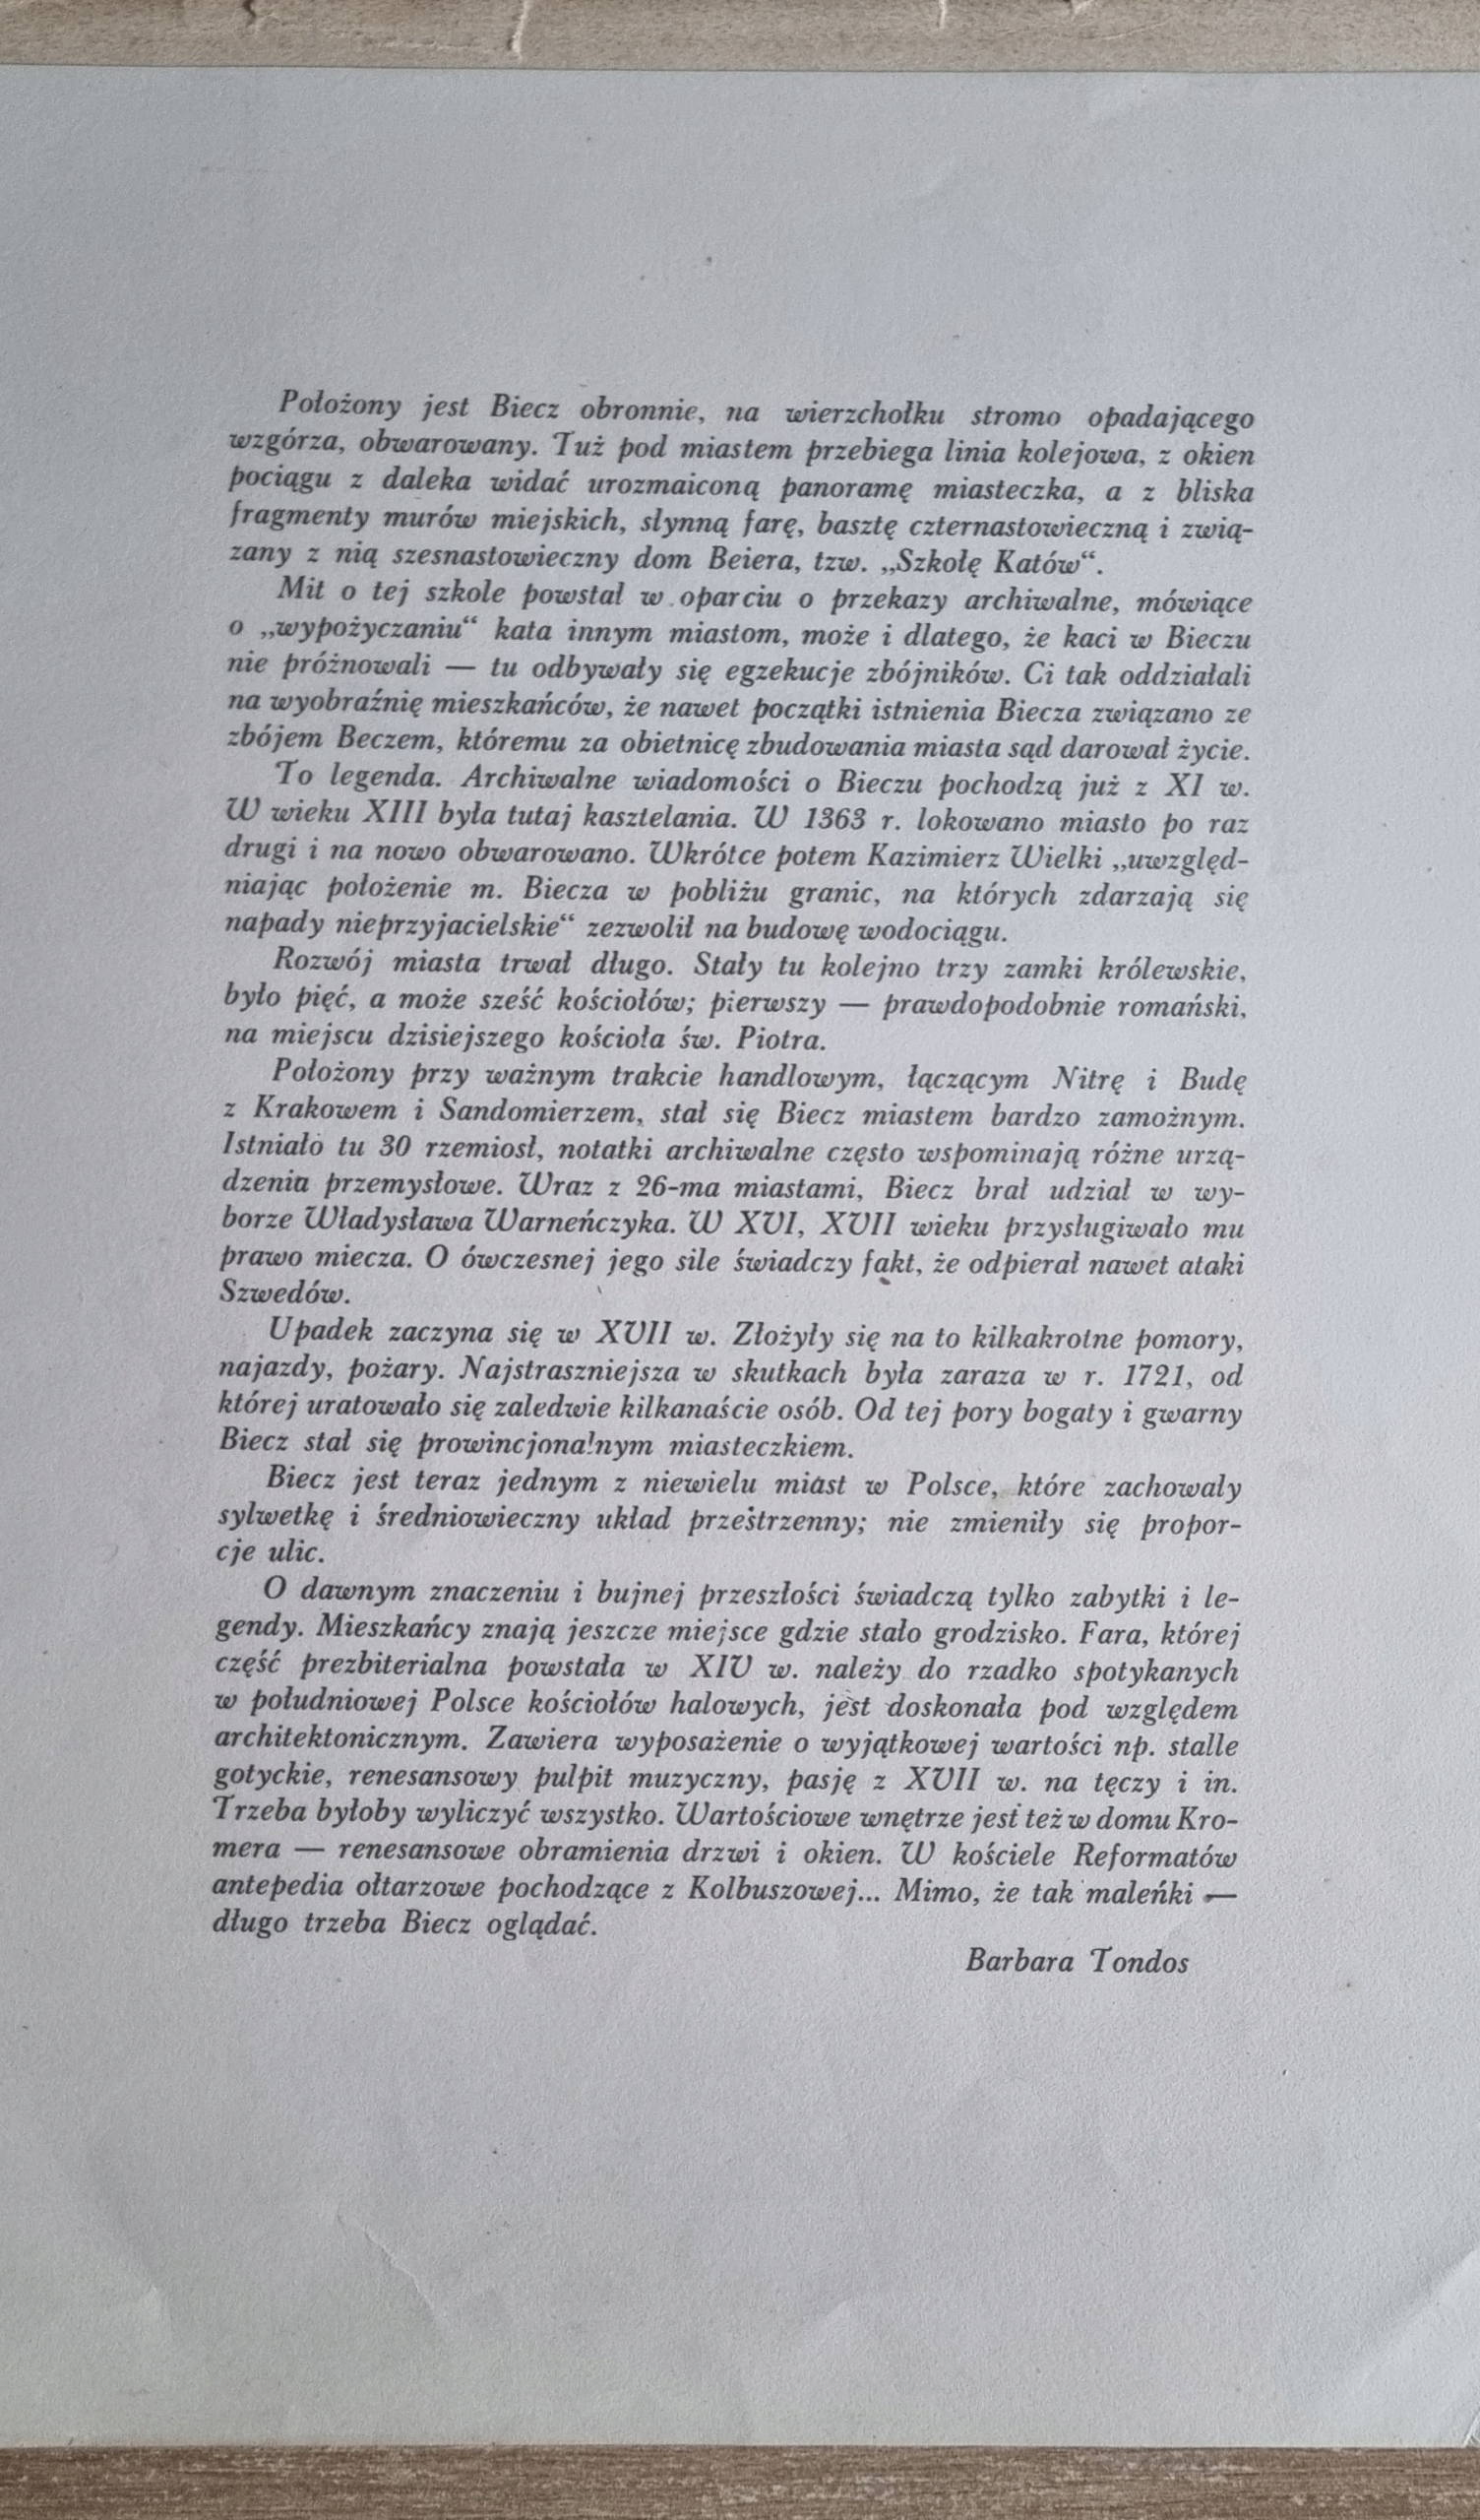 Położony jest Biecz obronnie, na wierzchołku stromo opadającego
wzgórza, obwarowany. Tuż pod miastem przebiega linia kolejowa, z okien
pociągu z daleka widać urozmaiconą panoramę miasteczka, a z bliska
fragmenty murów miejskich, słynną farę, basztę czternastowieczną i zwią-
zany z nią szesnastowieczny dom Beiera, tzw. „Szkołę Katów“.
Mit o tej szkole powstał w oparciu o przekazy archiwalne, mówiące
o „wypożyczaniu“ kata innym miastom, może i dlatego, że kaci w Bieczu
nie próżnowali — tu odbywały się egzekucje zbójników. Ci tak oddziałali
na wyobraźnię mieszkańców, że nawet początki istnienia Biecza związano ze
zbójem Beczem, któremu za obietnicę zbudowania miasta sąd darował życie.
To legenda. Archiwalne wiadomości o Bieczu pochodzą już z XI w.
W wieku XIII była tutaj kasztelania. W 1363 r. lokowano miasto po raz
drugi i na nowo obwarowano. Wkrótce potem Kazimierz Wielki „uwzględ-
niając położenie m. Biecza w pobliżu granic, na których zdarzają się
napady nieprzyjacielskie“ zezwolił na budowę wodociągu.
Rozwój miasta trwał długo. Stały tu kolejno trzy zamki królewskie,
było pięć, a może sześć kościołów; pierwszy — prawdopodobnie romański,
na miejscu dzisiejszego kościoła św. Piotra.
Położony przy ważnym trakcie handlowym, łączącym Nitrę i Budę
z Krakowem i Sandomierzem, stał się Biecz miastem bardzo zamożnym.
Istniało tu 30 rzemiosł, notatki archiwalne często wspominają różne urzą-
dzenia przemysłowe. Wraz z 26-ma miastami, Biecz brał udział w wy-
borze Władysława Warneńczyka. W XVI, XVII wieku przysługiwało mu
prawo miecza. O ówczesnej jego sile świadczy fakt, że odpierał nawet ataki
Szwedów.
Upadek zaczyna się w XVII w. Złożyły się na to kilkakrotne pomory,
najazdy, pożary. Najstraszniejsza w skutkach była zaraza w r. 1721, od
której uratowało się zaledwie kilkanaście osób. Od tej pory bogaty i gwarny
Biecz stał się prowincjonalnym miasteczkiem.
Biecz jest teraz jednym z niewielu miast w Polsce, które zachowały
sylwetkę i średniowieczny układ przestrzenny; nie zmieniły się propor-
cje ulic.
O dawnym znaczeniu i bujnej przeszłości świadczą tylko zabytki i le-
gendy. Mieszkańcy znają jeszcze miejsce gdzie stało grodzisko. Fara, której
część prezbiterialna powstała w XIV w. należy do rzadko spotykanych
w południowej Polsce kościołów halowych, jest doskonała pod względem
architektonicznym. Zawiera wyposażenie o wyjątkowej wartości np. stalle
gotyckie, renesansowy pulpit muzyczny, pasję z XVII w. na tęczy i in.
Trzeba byłoby wyliczyć wszystko. Wartościowe wnętrze jest też w domu Kro-
mera — renesansowe obramienia drzwi i okien. W kościele Reformatów
antepedia ołtarzowe pochodzące z Kolbuszowej... Mimo, że tak maleńki —
długo trzeba Biecz oglądać.
Barbara Tondos